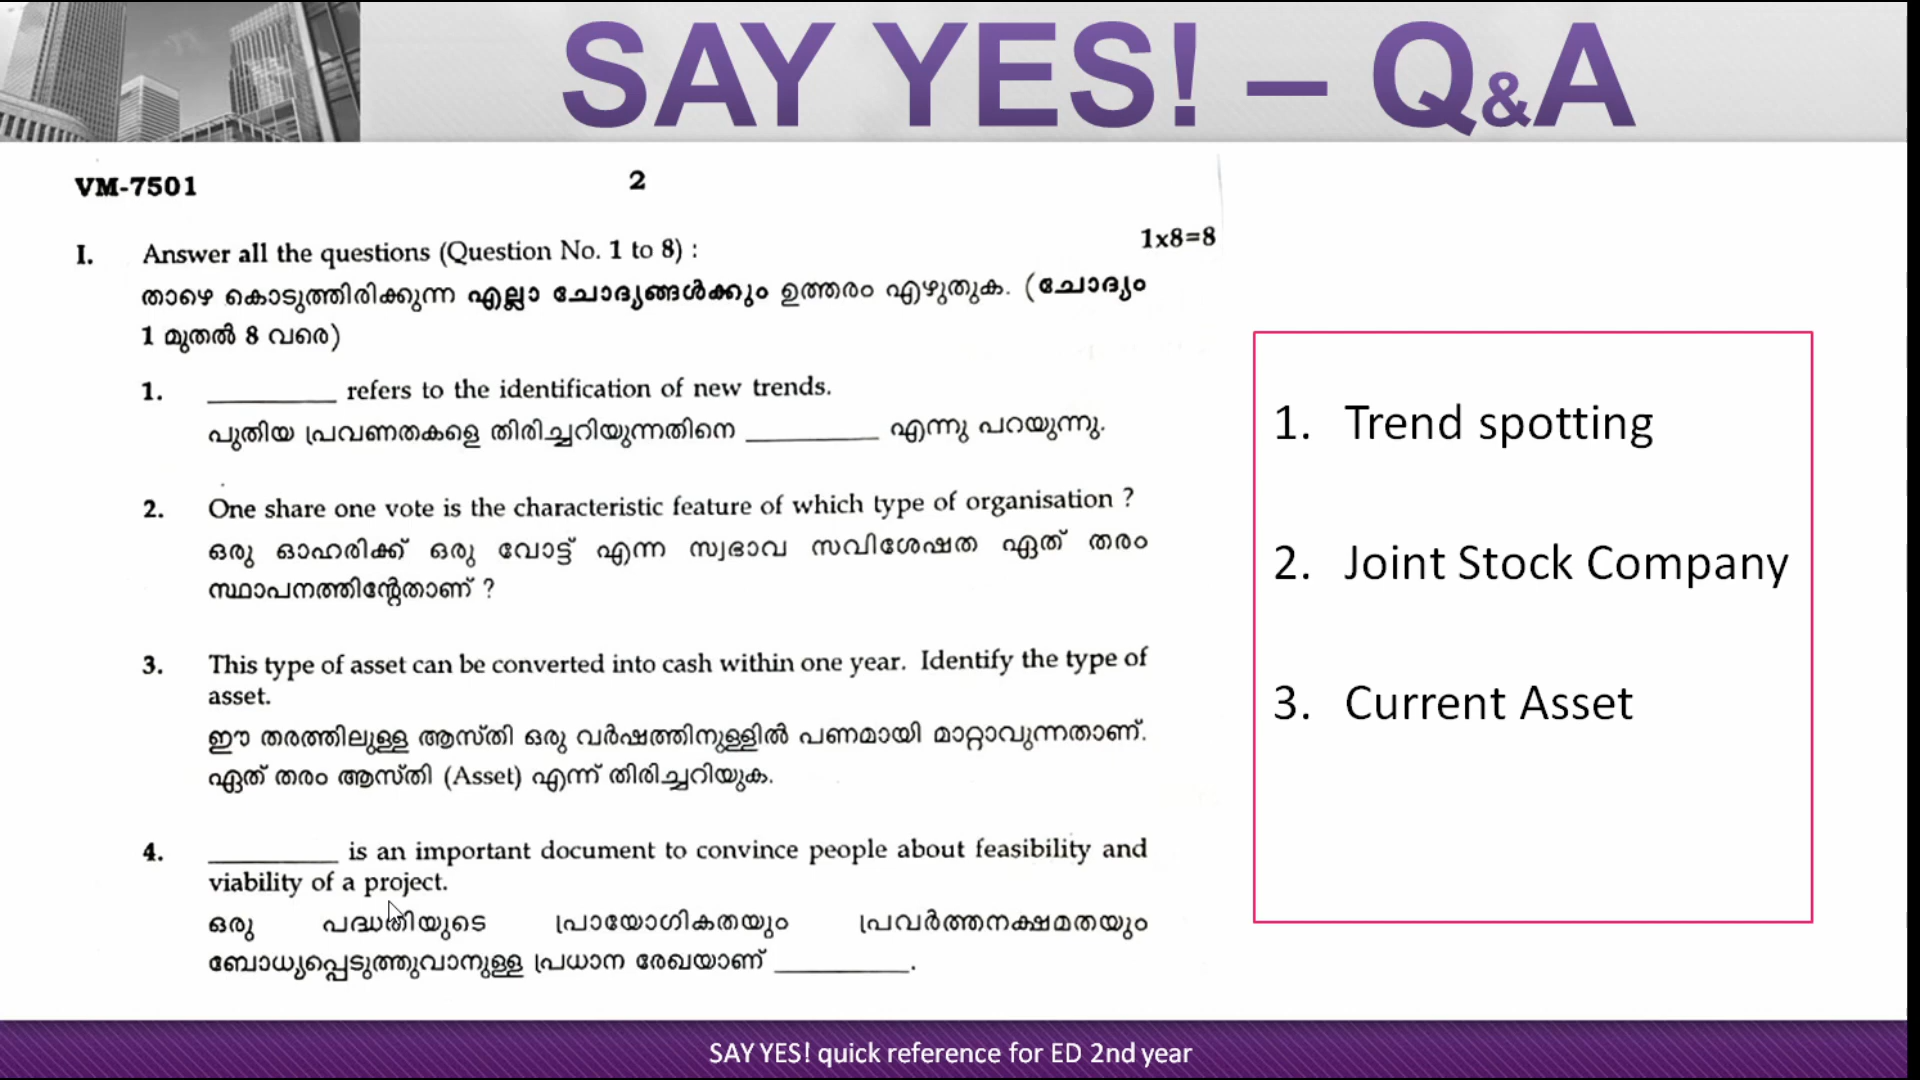 SAY YES! – Q&A
VM-7501
2
I. Answer all the questions (Question No. 1 to 8) :
1x8=8
താഴെ കൊടുത്തിരിക്കുന്ന എല്ലാ ചോദ്യങ്ങൾക്കും ഉത്തരം എഴുതുക. (ചോദ്യം
1 മുതൽ 8 വരെ)
1. __________ refers to the identification of new trends.
പുതിയ പ്രവണതകളെ തിരിച്ചറിയുന്നതിനെ __________ എന്നു പറയുന്നു.
2. One share one vote is the characteristic feature of which type of organisation ?
ഒരു ഓഹരിക്ക് ഒരു വോട്ട് എന്ന സ്വഭാവ സവിശേഷത ഏത് തരം
സ്ഥാപനത്തിന്റേതാണ് ?
3. This type of asset can be converted into cash within one year. Identify the type of
asset.
ഈ തരത്തിലുള്ള ആസ്തി ഒരു വർഷത്തിനുള്ളിൽ പണമായി മാറ്റാവുന്നതാണ്.
ഏത് തരം ആസ്തി (Asset) എന്ന് തിരിച്ചറിയുക.
4. __________ is an important document to convince people about feasibility and
viability of a project.
ഒരു പദ്ധതിയുടെ പ്രായോഗികതയും പ്രവർത്തനക്ഷമതയും
ബോധ്യപ്പെടുത്തുവാനുള്ള പ്രധാന രേഖയാണ് __________.
1. Trend spotting
2. Joint Stock Company
3. Current Asset
SAY YES! quick reference for ED 2nd year